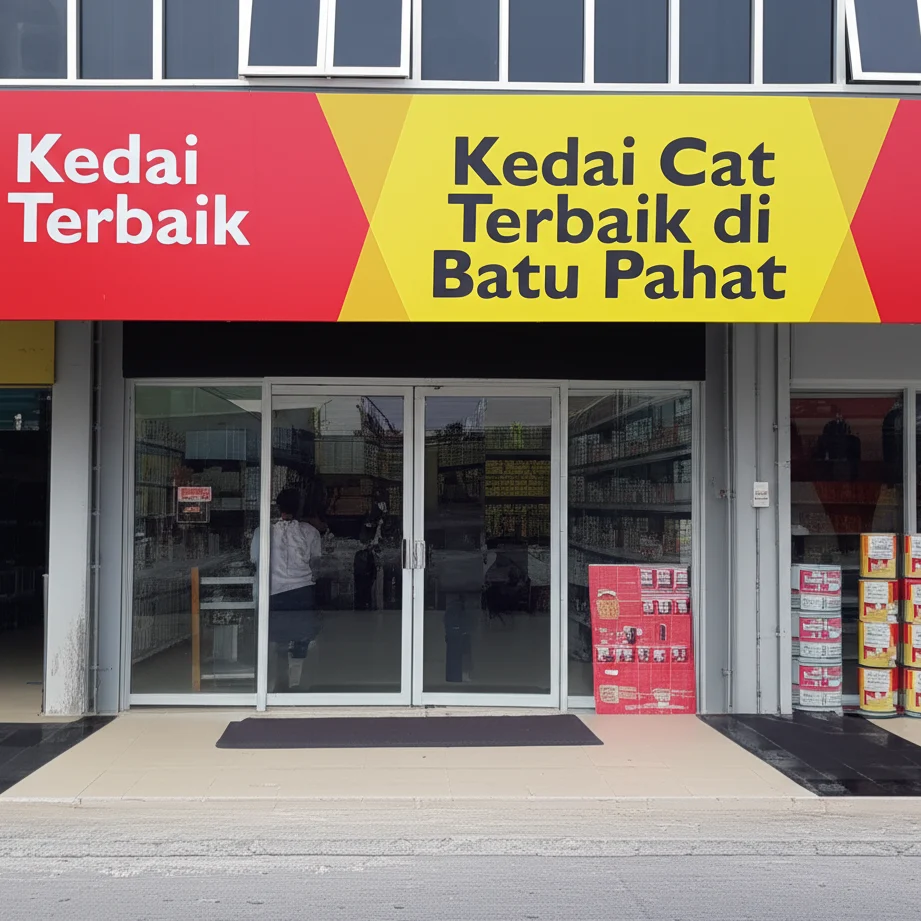 Kedai
Terbaik
Kedai Cat
Terbaik di
Batu Pahat